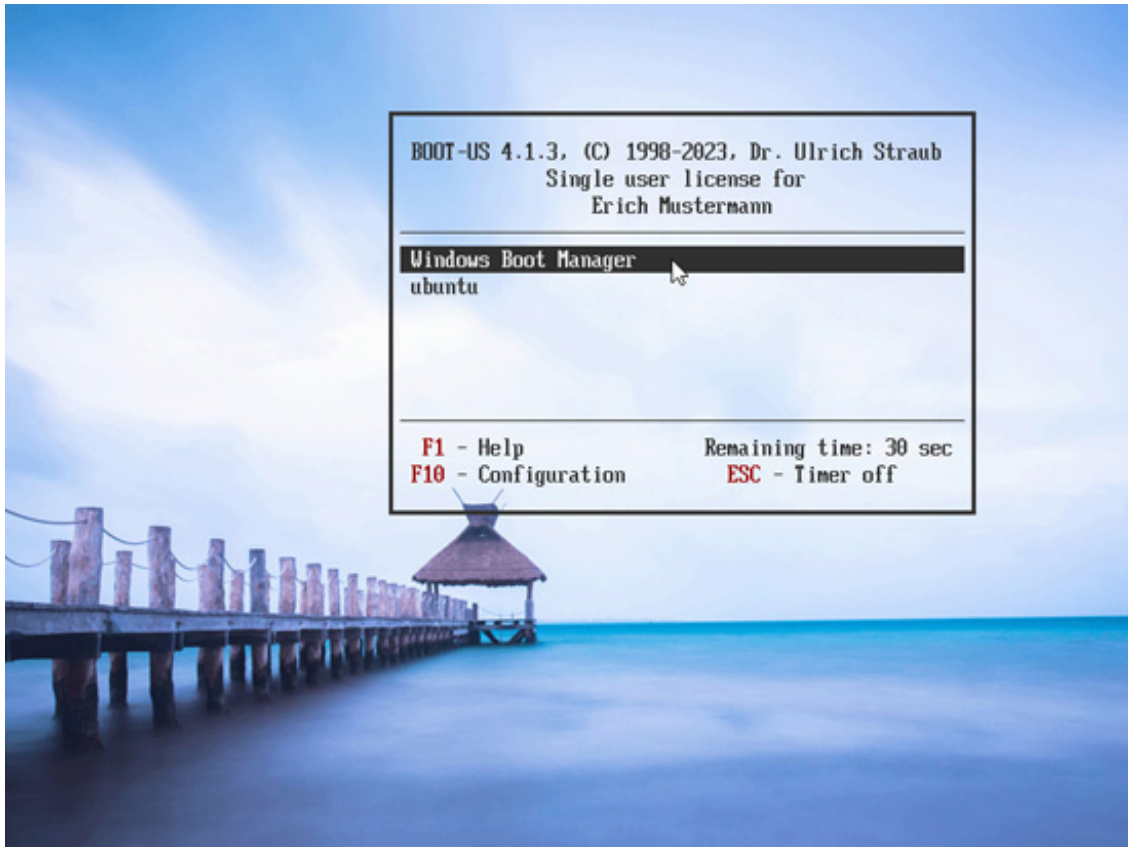 BOOT-US 4.1.3, (C) 1998-2023, Dr. Ulrich Straub
Single user license for
Erich Mustermann
Windows Boot Manager
ubuntu
F1 - Help
Remaining time: 30 sec
F10 - Configuration
ESC - Timer off